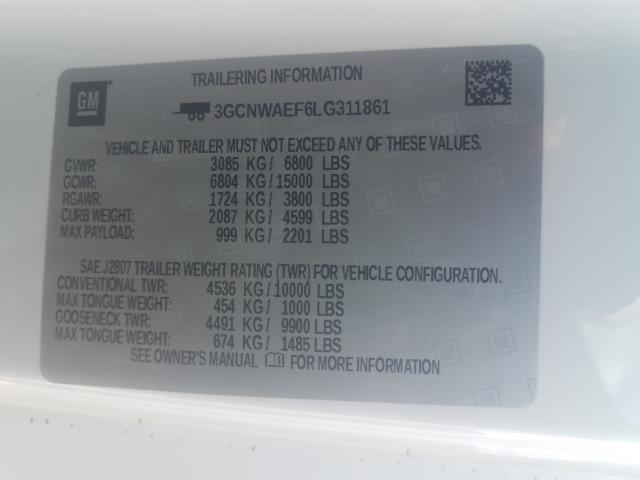 TRAILERING INFORMATION
GM
3GCNWAEF6LG311861
VEHICLE AND TRAILER MUST NOT EXCEED ANY OF THESE VALUES.
GVWR: 3085 KG/ 6800 LBS
GCWR: 6804 KG/15000 LBS
RGAWR: 1724 KG/ 3800 LBS
CURB WEIGHT: 2087 KG/ 4599 LBS
MAX PAYLOAD: 999 KG/ 2201 LBS
SAE J2807 TRAILER WEIGHT RATING (TWR) FOR VEHICLE CONFIGURATION.
CONVENTIONAL TWR: 4536 KG/10000 LBS
MAX TONGUE WEIGHT: 454 KG/ 1000 LBS
GOOSENECK TWR: 4491 KG/ 9900 LBS
MAX TONGUE WEIGHT: 674 KG/ 1485 LBS
SEE OWNER'S MANUAL FOR MORE INFORMATION